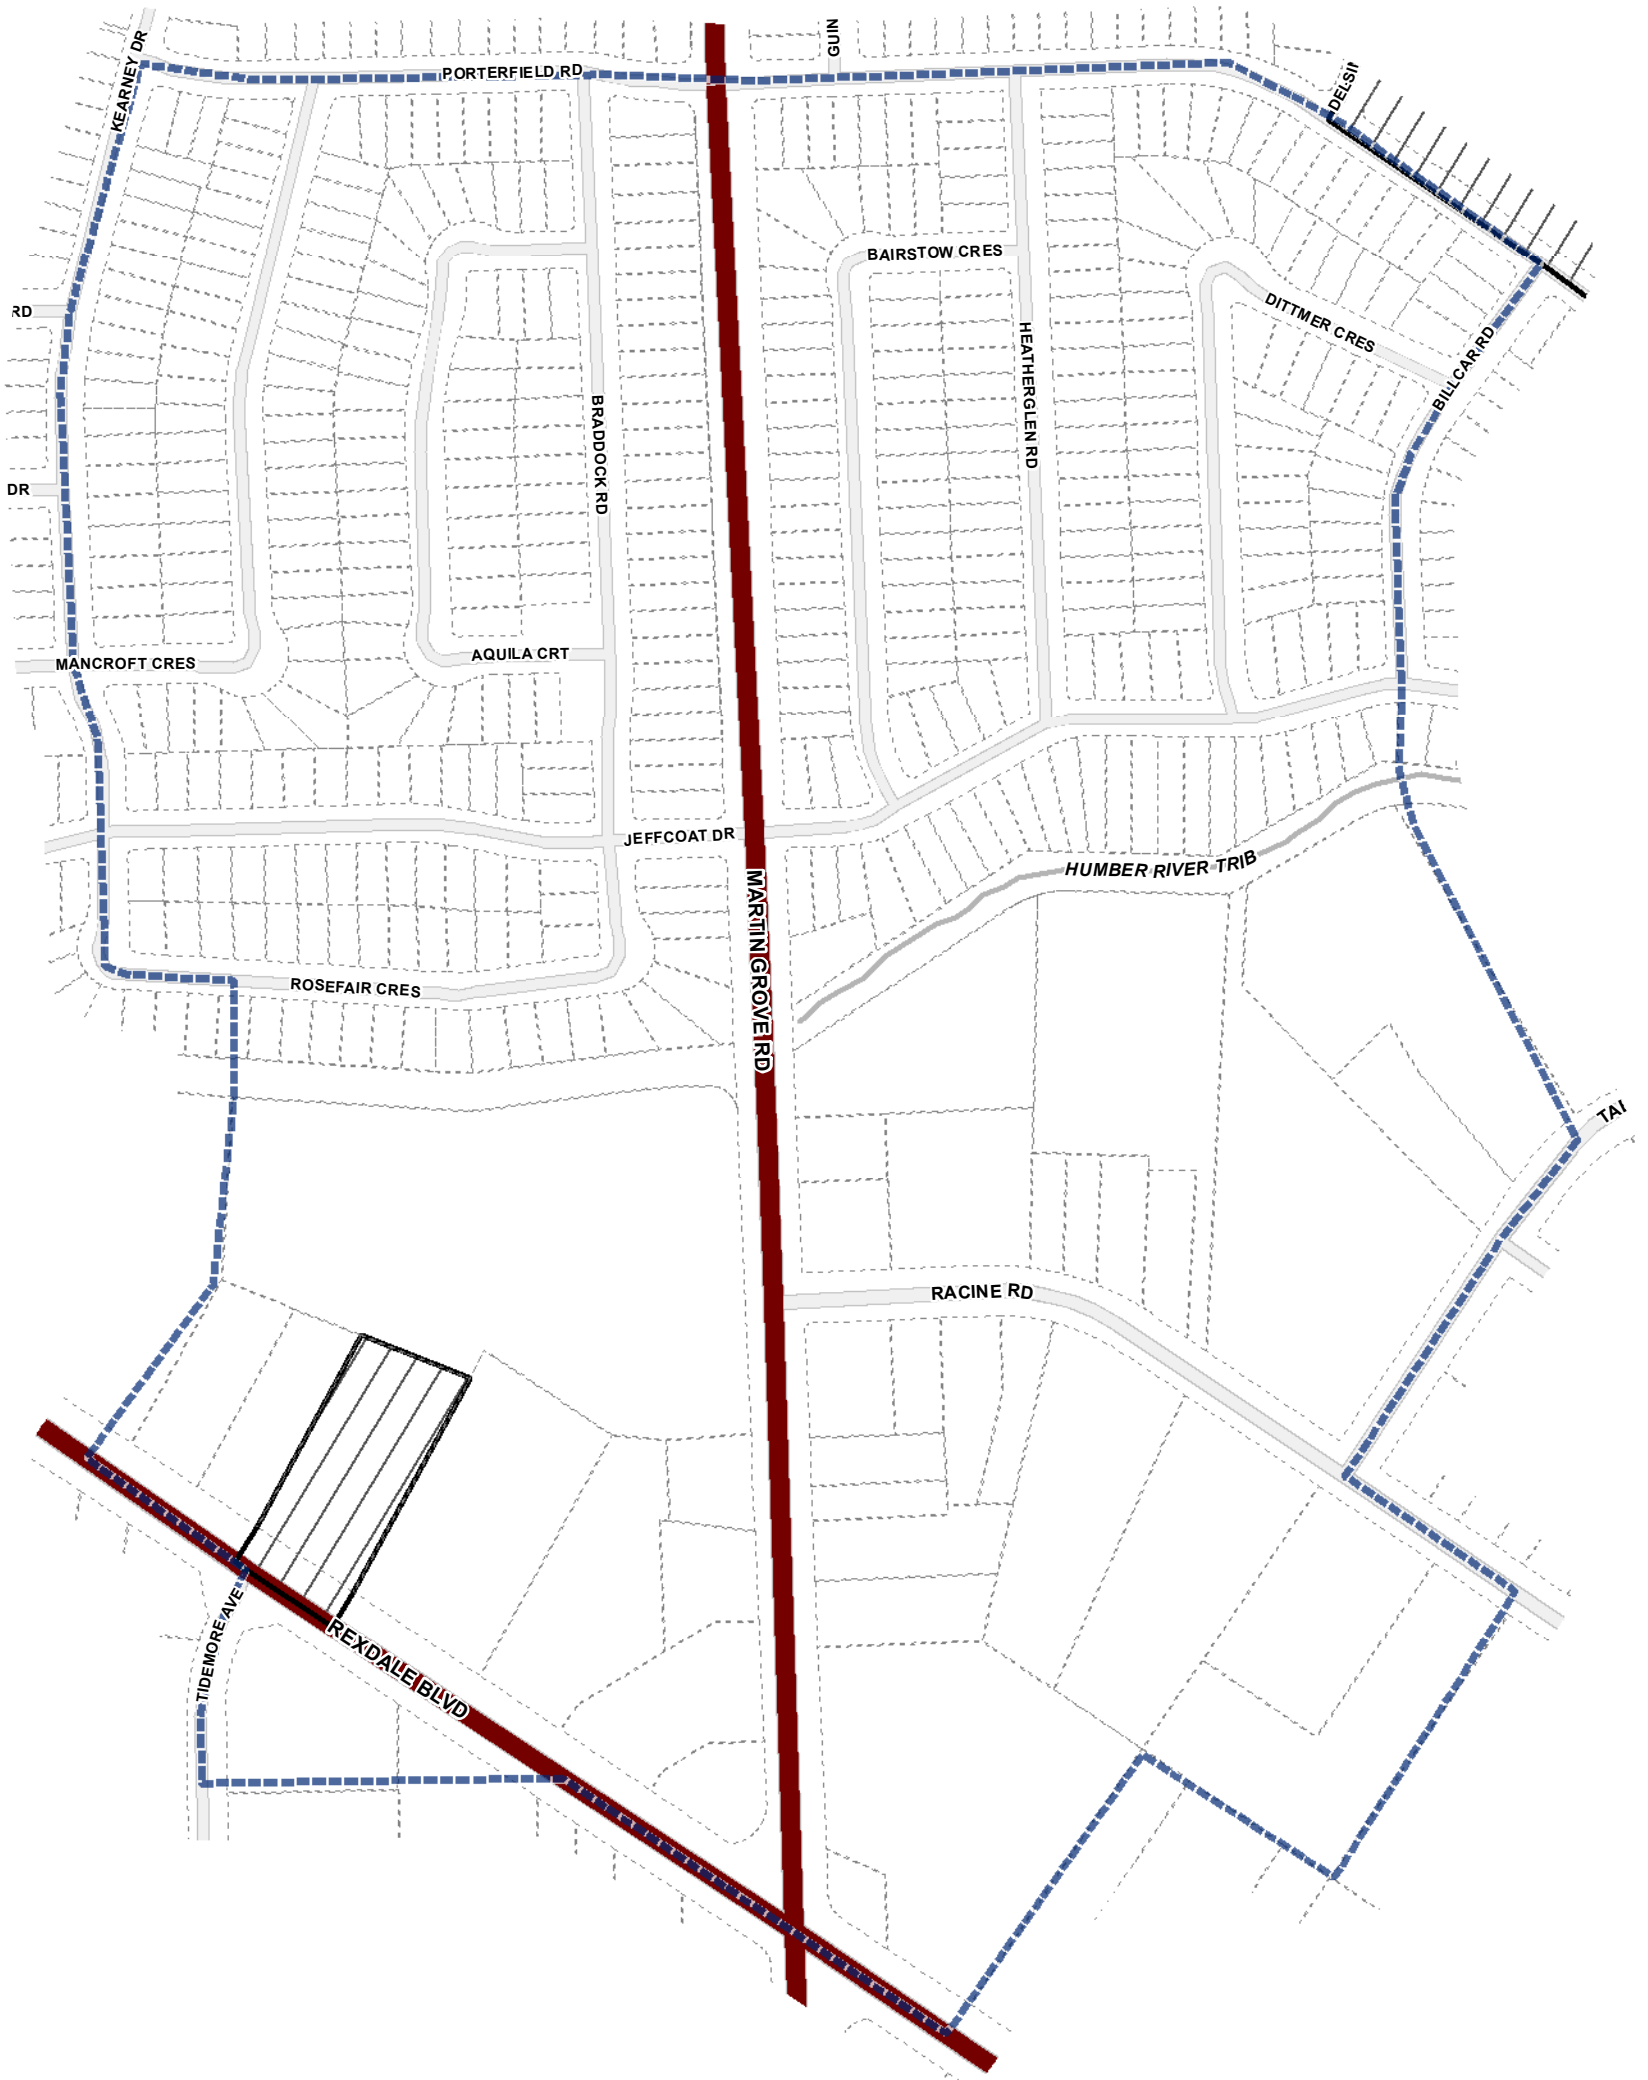 KEARNEY DR
PORTERFIELD RD
GUIN
DELSI
BAIRSTOW CRES
RD
DITTMER CRES
HEATHERGLEN RD
BILLCAR RD
BRADDOCK RD
DR
MANCROFT CRES
AQUILA CRT
JEFFCOAT DR
HUMBER RIVER TRIB
MARTIN GROVE RD
ROSEFAIR CRES
TAI
RACINE RD
TIDEMORE AVE
REXDALE BLVD